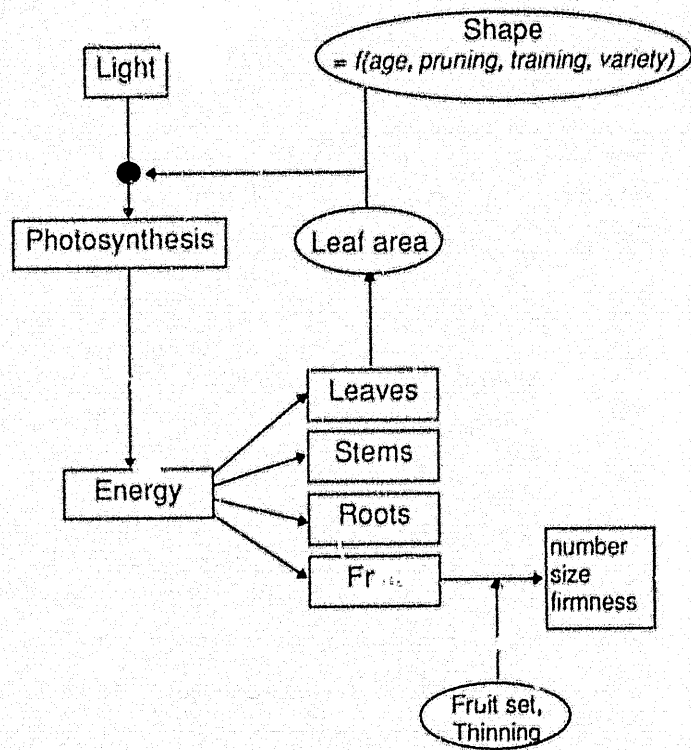 Shape
= f(age, pruning, training, variety)
Light
Photosynthesis
Leaf area
Leaves
Stems
Energy
Roots
number
size
firmness
Fruit set,
Thinning